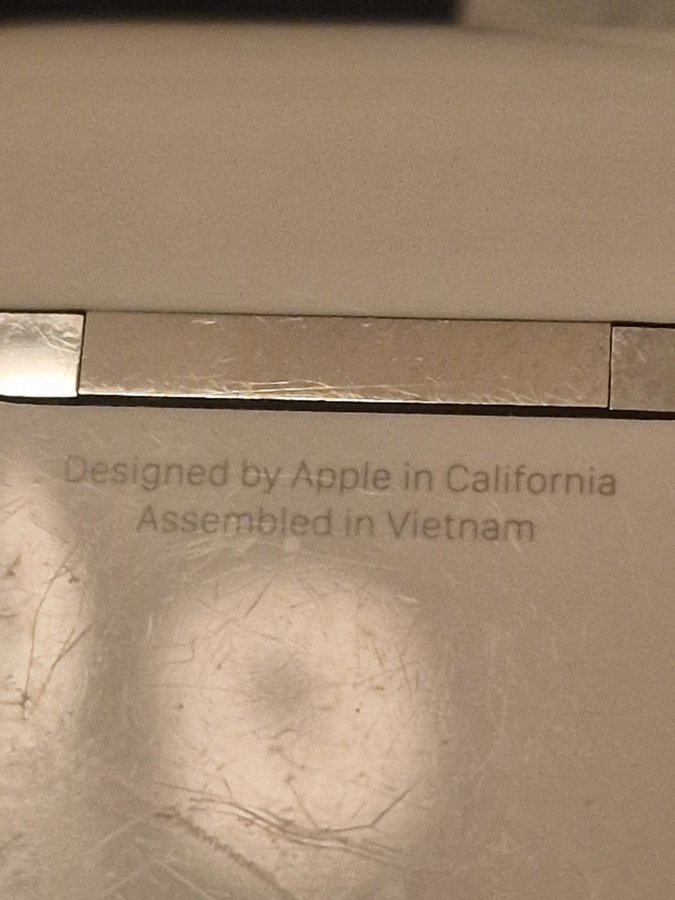 Designed by Apple in California
Assembled in Vietnam